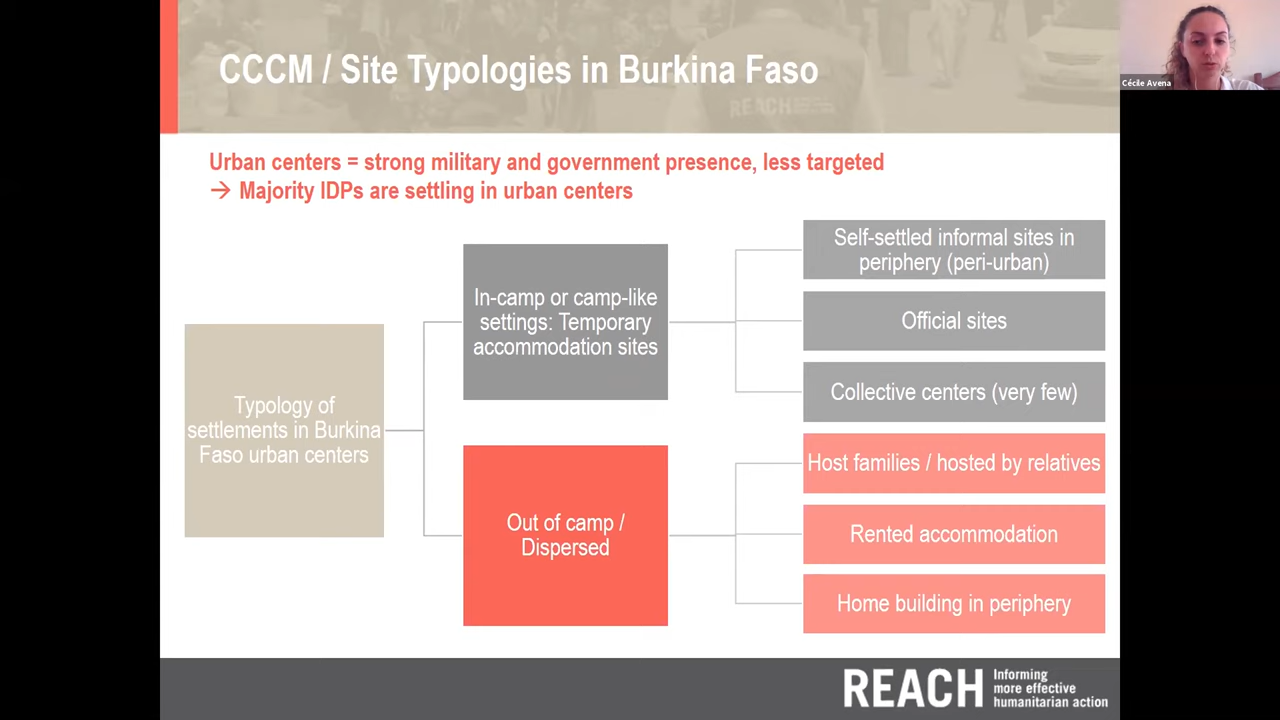 CCCM / Site Typologies in Burkina Faso
REACH
Cécile Avena
Urban centers = strong military and government presence, less targeted
→ Majority IDPs are settling in urban centers
Typology of
settlements in Burkina
Faso urban centers
In-camp or camp-like
settings: Temporary
accommodation sites
Self-settled informal sites in
periphery (peri-urban)
Official sites
Collective centers (very few)
Out of camp /
Dispersed
Host families / hosted by relatives
Rented accommodation
Home building in periphery
REACH
Informing
more effective
humanitarian action